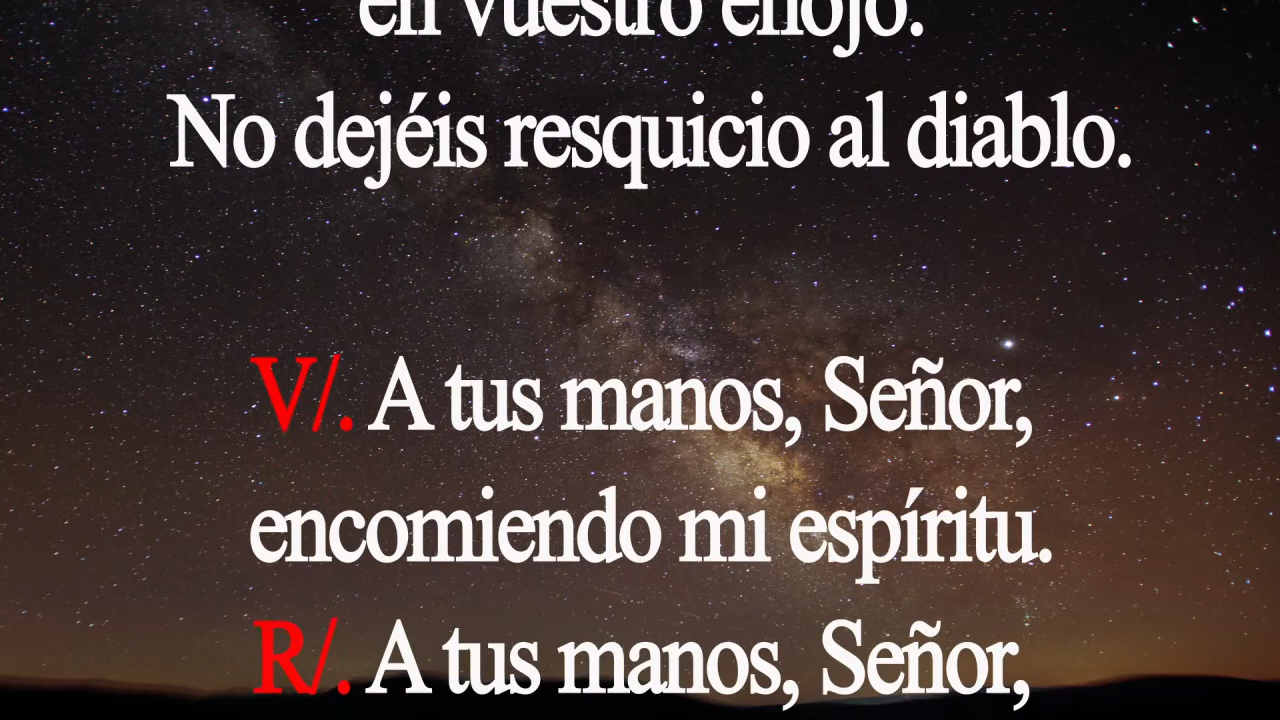 en vuestro enojo.
No dejéis resquicio al diablo.
V/. A tus manos, Señor,
encomiendo mi espíritu.
R/. A tus manos, Señor,